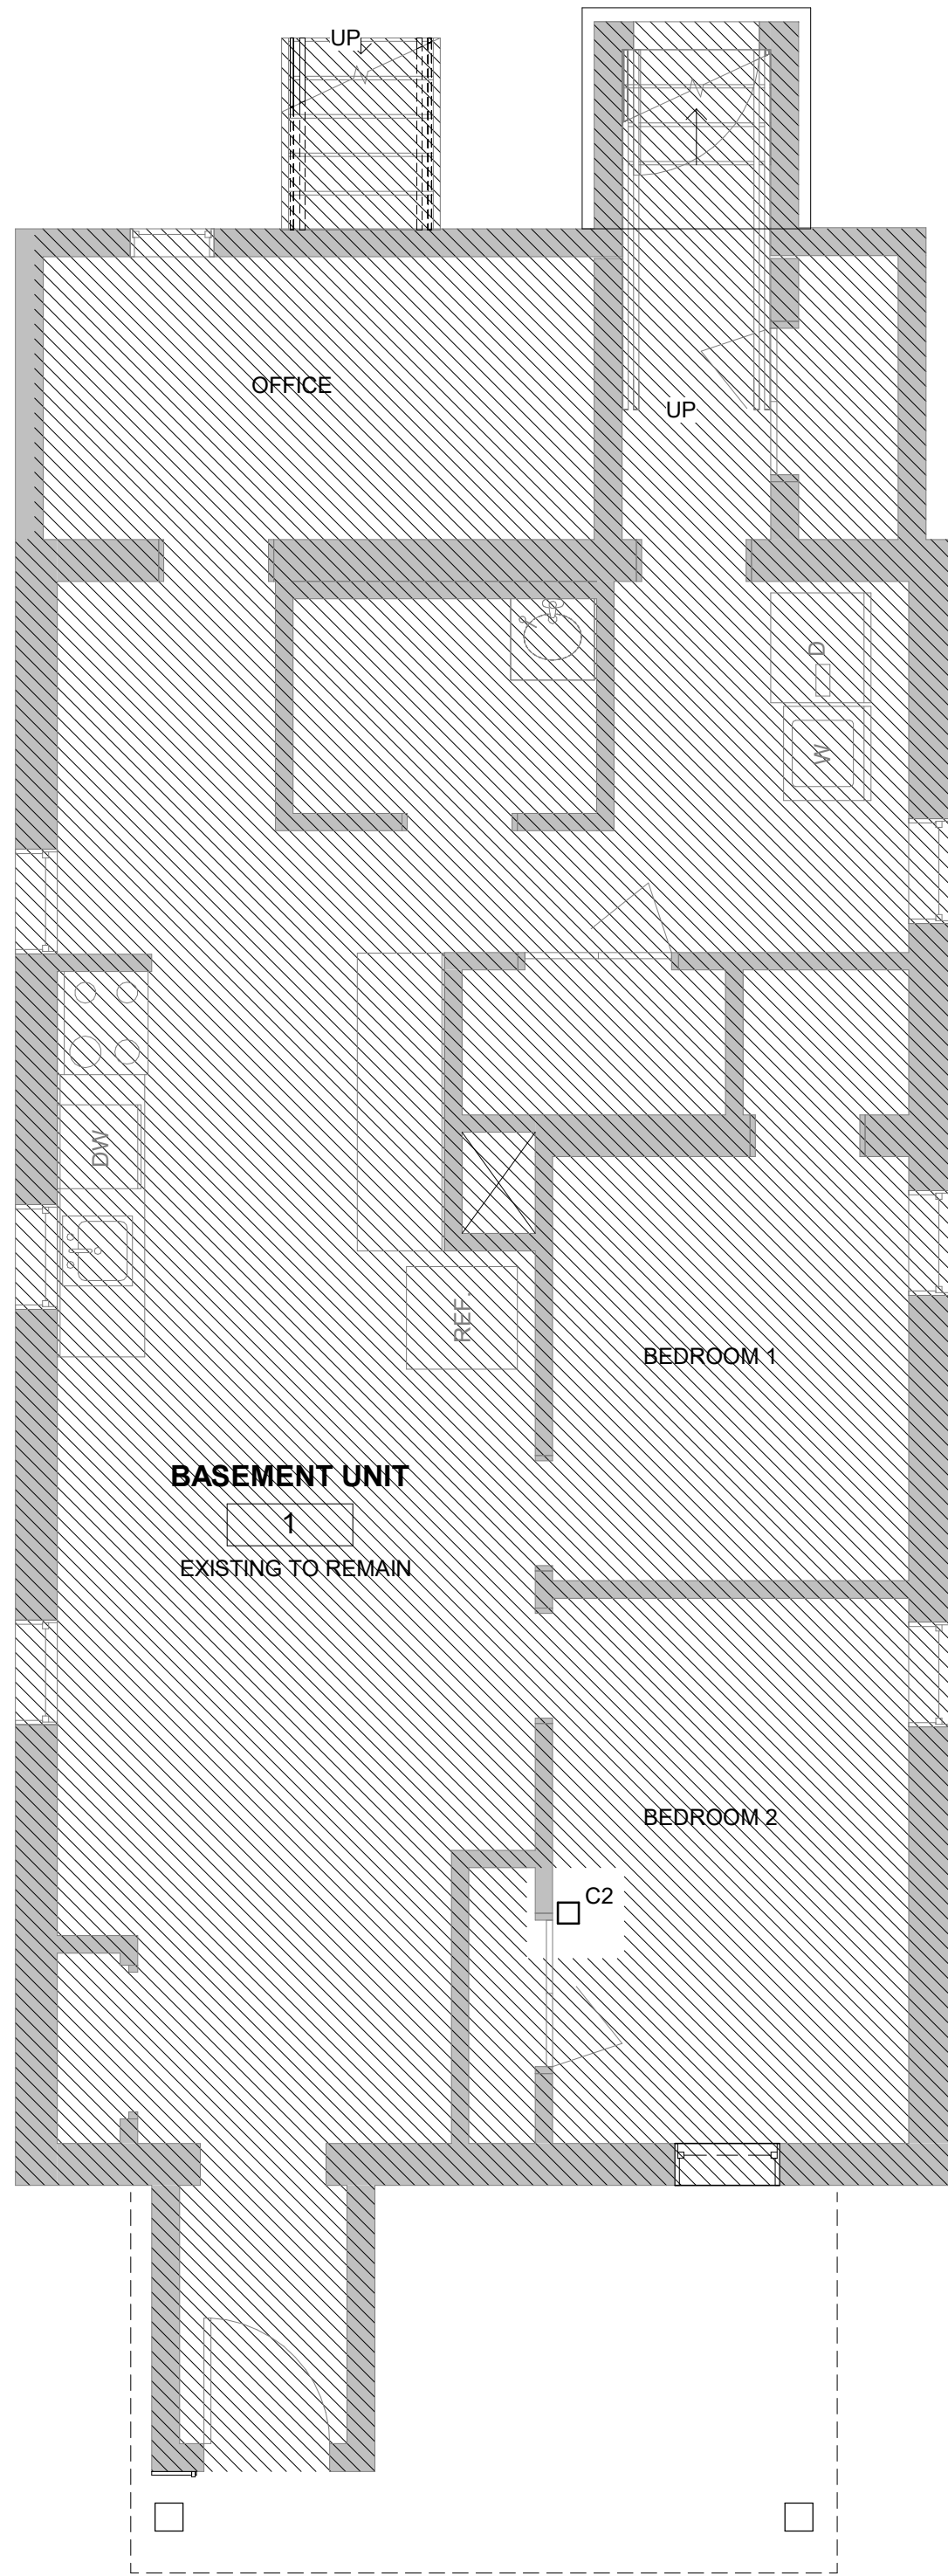 UP
OFFICE
UP
D
W
DW
REF.
BEDROOM 1
BASEMENT UNIT
1
EXISTING TO REMAIN
BEDROOM 2
C2